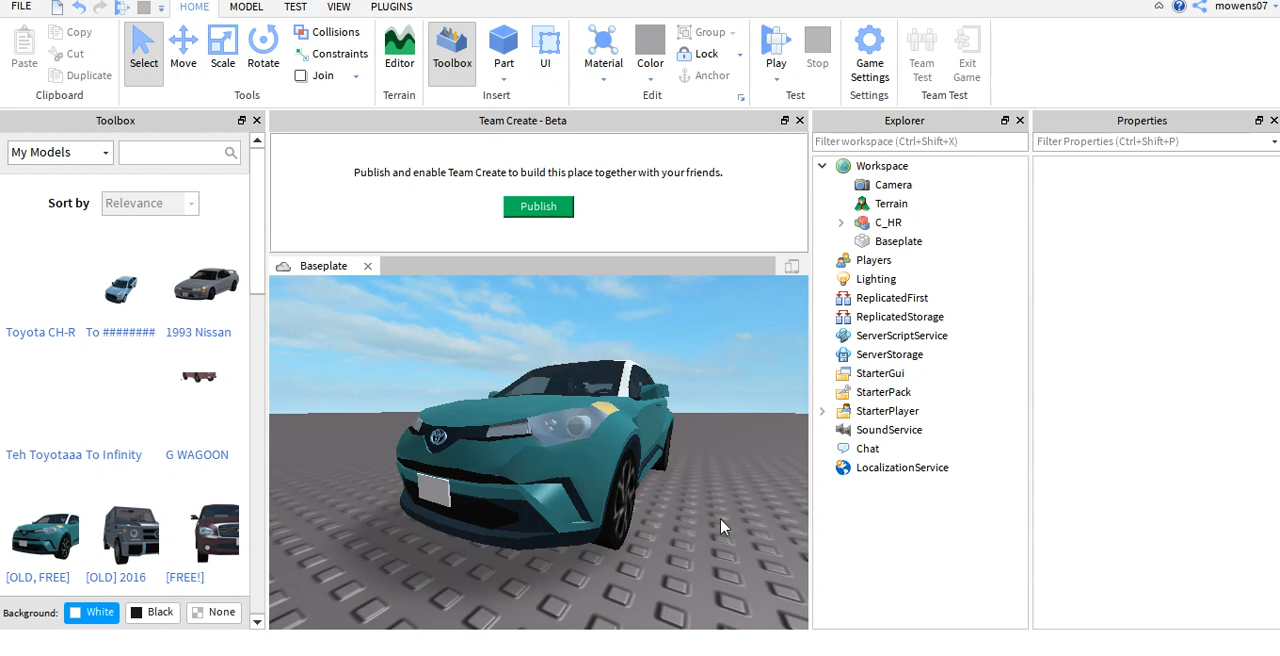 FILE HOME MODEL TEST VIEW PLUGINS mowens07
Paste Copy Cut Duplicate
Clipboard
Select Move Scale Rotate
Collisions
Constraints
Join
Tools
Editor
Terrain
Toolbox Part UI
Insert
Material Color
Group
Lock
Anchor
Edit
Play Stop
Test
Game Settings
Settings
Team Test
Exit Game
Team Test
Toolbox
My Models
Sort by Relevance
Toyota CH-R To ######## 1993 Nissan
Teh Toyotaaa To Infinity G WAGOON
[OLD, FREE] [OLD] 2016 [FREE!]
Background: White Black None
Team Create - Beta
Publish and enable Team Create to build this place together with your friends.
Publish
Baseplate
Explorer
Filter workspace (Ctrl+Shift+X)
Workspace
Camera
Terrain
C_HR
Baseplate
Players
Lighting
ReplicatedFirst
ReplicatedStorage
ServerScriptService
ServerStorage
StarterGui
StarterPack
StarterPlayer
SoundService
Chat
LocalizationService
Properties
Filter Properties (Ctrl+Shift+P)